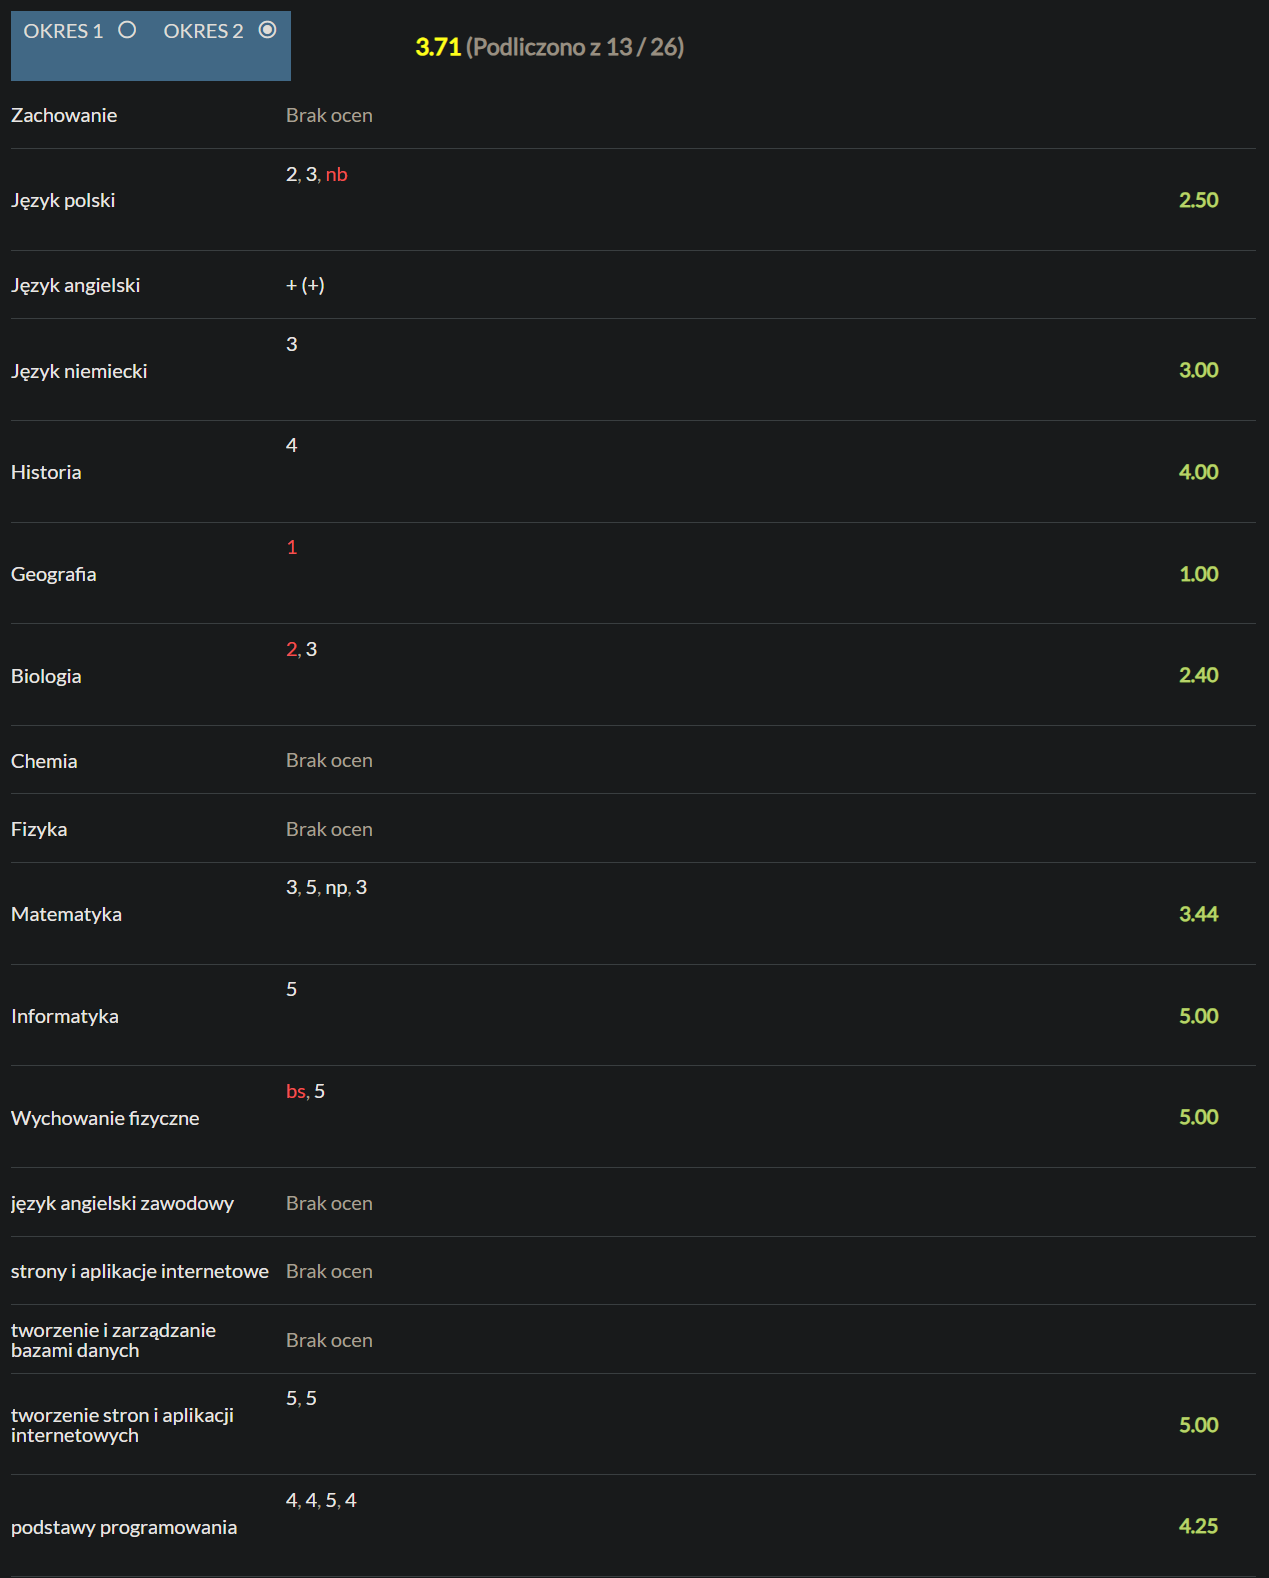 OKRES 1 OKRES 2
3.71 (Podliczono z 13 / 26)
Zachowanie Brak ocen
2, 3, nb
Język polski 2.50
Język angielski + (+)
3
Język niemiecki 3.00
4
Historia 4.00
1
Geografia 1.00
2, 3
Biologia 2.40
Chemia Brak ocen
Fizyka Brak ocen
3, 5, np, 3
Matematyka 3.44
5
Informatyka 5.00
bs, 5
Wychowanie fizyczne 5.00
język angielski zawodowy Brak ocen
strony i aplikacje internetowe Brak ocen
tworzenie i zarządzanie
bazami danych Brak ocen
5, 5
tworzenie stron i aplikacji
internetowych 5.00
4, 4, 5, 4
podstawy programowania 4.25